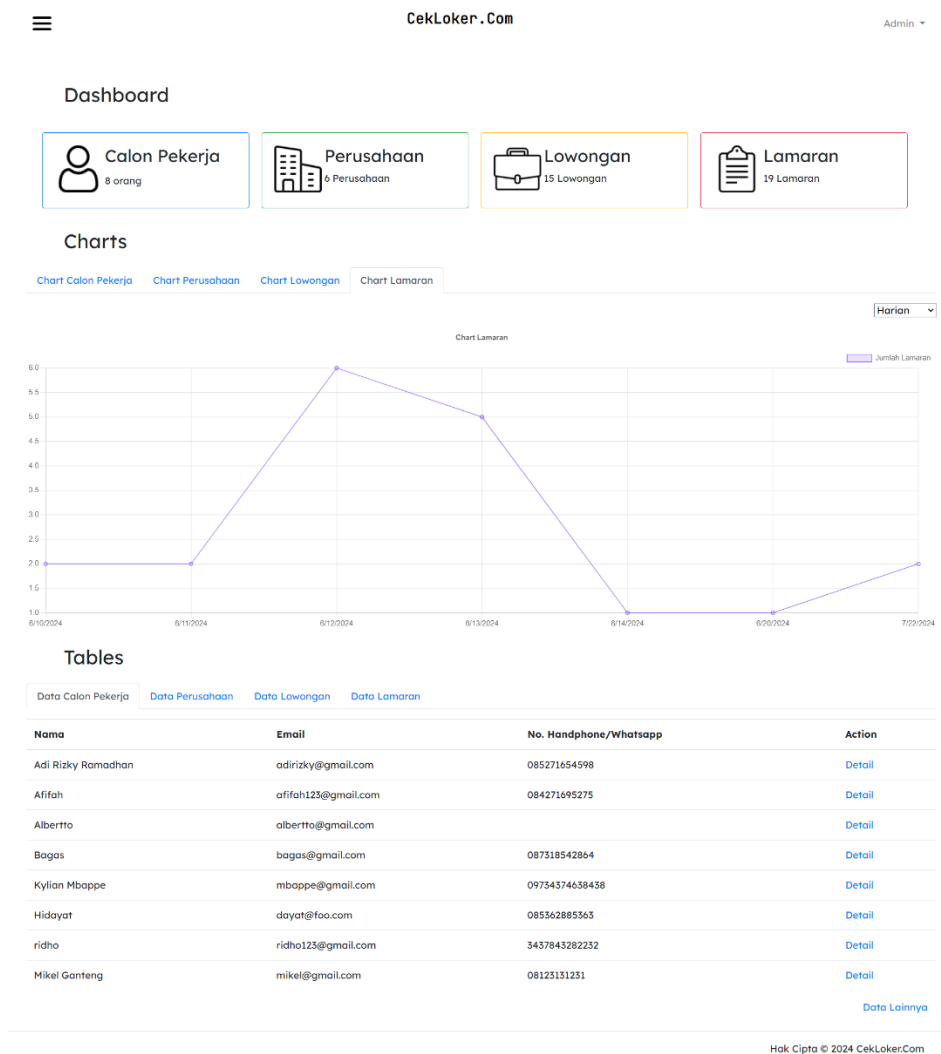 CekLoker.Com
Admin
Dashboard
Calon Pekerja
8 orang
Perusahaan
6 Perusahaan
Lowongan
15 Lowongan
Lamaran
19 Lamaran
Charts
Chart Calon Pekerja Chart Perusahaan Chart Lowongan Chart Lamaran
Harian
Chart Lamaran
Jumlah Lamaran
6.0
5.5
5.0
4.5
4.0
3.5
3.0
2.5
2.0
1.5
1.0
6/10/2024 6/11/2024 6/12/2024 6/13/2024 6/14/2024 6/20/2024 7/22/2024
Tables
Data Calon Pekerja Data Perusahaan Data Lowongan Data Lamaran
Nama Email No. Handphone/Whatsapp Action
Adi Rizky Ramadhan adirizky@gmail.com 085271654598 Detail
Afifah afifah123@gmail.com 084271695275 Detail
Albertto albertto@gmail.com Detail
Bagas bagas@gmail.com 087318542864 Detail
Kylian Mbappe mbappe@gmail.com 09734374638438 Detail
Hidayat dayat@foo.com 085362885363 Detail
ridho ridho123@gmail.com 3437843282232 Detail
Mikel Ganteng mikel@gmail.com 08123131231 Detail
Data Lainnya
Hak Cipta © 2024 CekLoker.Com